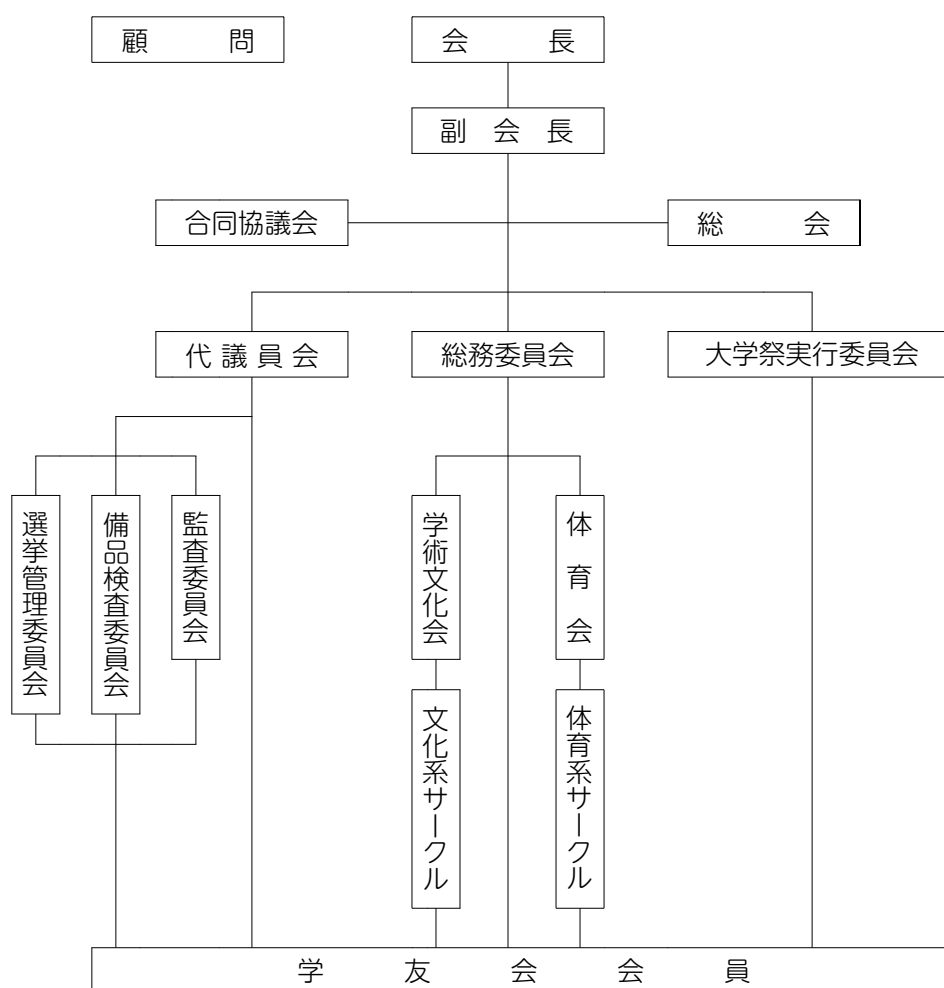 顧問
会長
副会長
合同協議会
総会
代議員会
総務委員会
大学祭実行委員会
選挙管理委員会
備品検査委員会
監査委員会
学術文化会
体育会
文化系サークル
体育系サークル
学友会会員